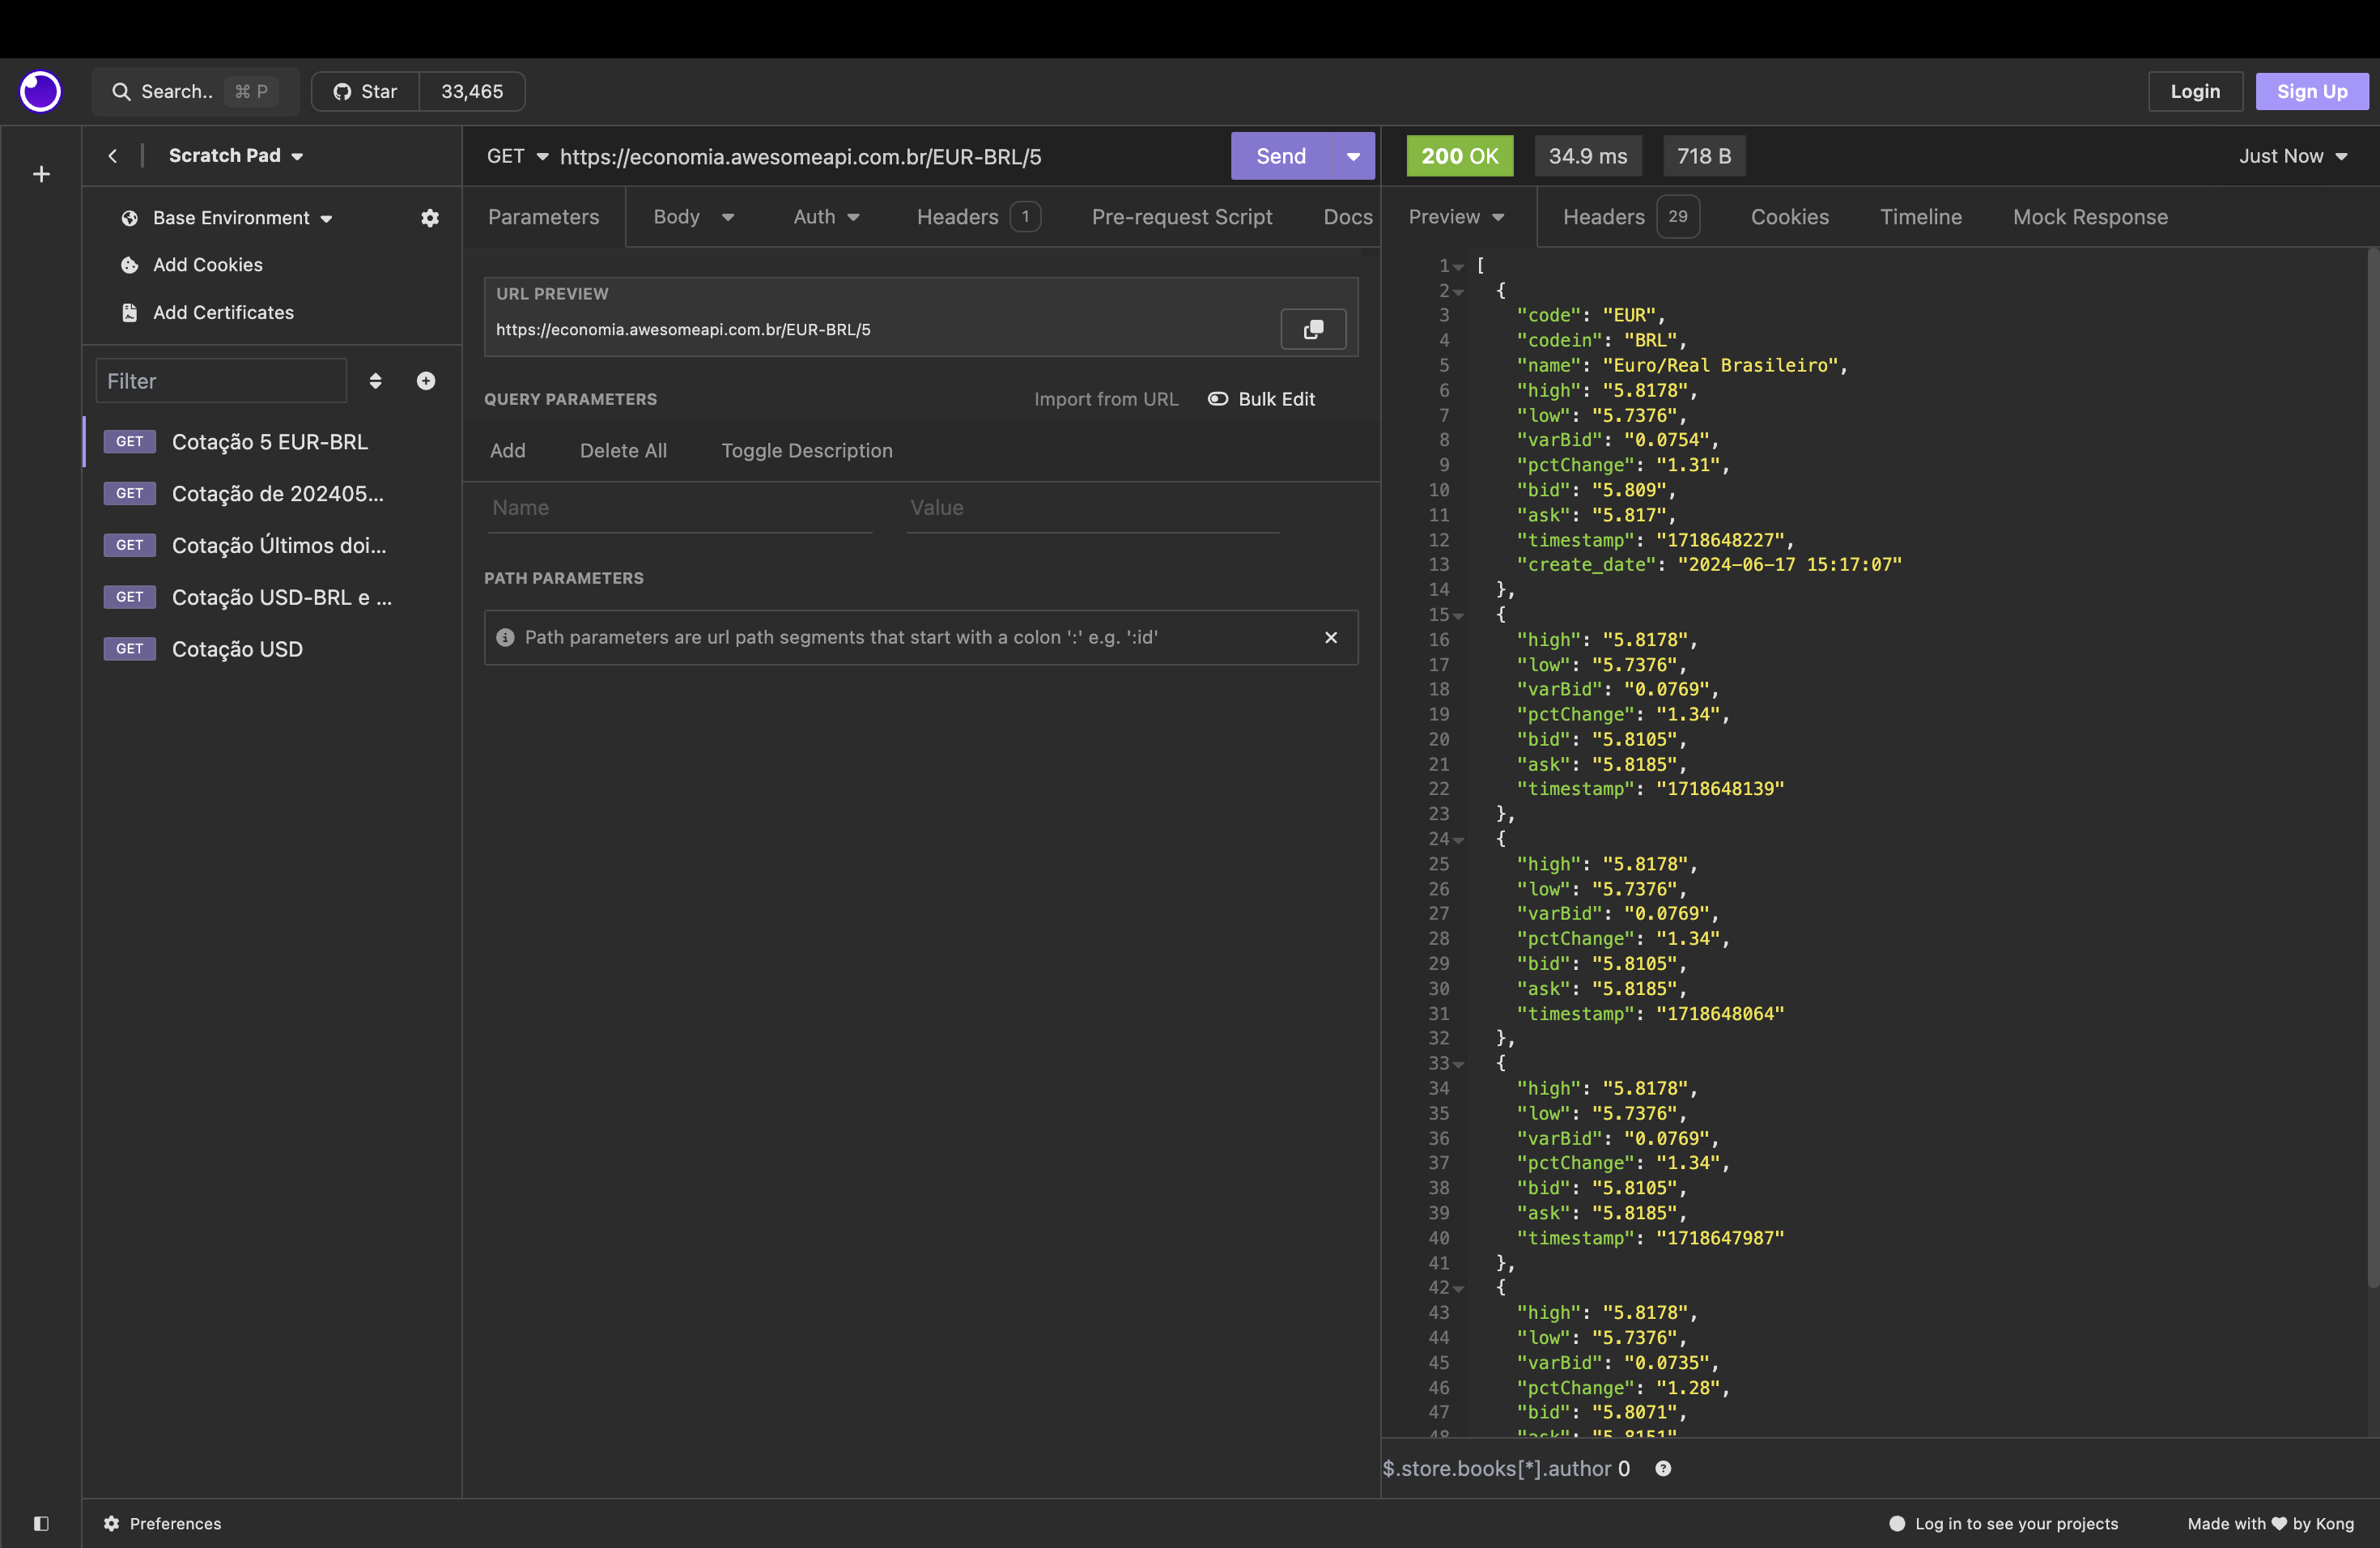 Search.. ⌘ P Star 33,465 Login Sign Up
Scratch Pad
Base Environment
Add Cookies
Add Certificates
Filter
GET Cotação 5 EUR-BRL
GET Cotação de 202405...
GET Cotação Últimos doi...
GET Cotação USD-BRL e ...
GET Cotação USD
GET https://economia.awesomeapi.com.br/EUR-BRL/5 Send
Parameters Body Auth Headers 1 Pre-request Script Docs
URL PREVIEW
https://economia.awesomeapi.com.br/EUR-BRL/5
QUERY PARAMETERS Import from URL Bulk Edit
Add Delete All Toggle Description
Name Value
PATH PARAMETERS
Path parameters are url path segments that start with a colon ':' e.g. ':id'
200 OK 34.9 ms 718 B Just Now
Preview Headers 29 Cookies Timeline Mock Response
1 [
2 {
3 "code": "EUR",
4 "codein": "BRL",
5 "name": "Euro/Real Brasileiro",
6 "high": "5.8178",
7 "low": "5.7376",
8 "varBid": "0.0754",
9 "pctChange": "1.31",
10 "bid": "5.809",
11 "ask": "5.817",
12 "timestamp": "1718648227",
13 "create_date": "2024-06-17 15:17:07"
14 },
15 {
16 "high": "5.8178",
17 "low": "5.7376",
18 "varBid": "0.0769",
19 "pctChange": "1.34",
20 "bid": "5.8105",
21 "ask": "5.8185",
22 "timestamp": "1718648139"
23 },
24 {
25 "high": "5.8178",
26 "low": "5.7376",
27 "varBid": "0.0769",
28 "pctChange": "1.34",
29 "bid": "5.8105",
30 "ask": "5.8185",
31 "timestamp": "1718648064"
32 },
33 {
34 "high": "5.8178",
35 "low": "5.7376",
36 "varBid": "0.0769",
37 "pctChange": "1.34",
38 "bid": "5.8105",
39 "ask": "5.8185",
40 "timestamp": "1718647987"
41 },
42 {
43 "high": "5.8178",
44 "low": "5.7376",
45 "varBid": "0.0735",
46 "pctChange": "1.28",
47 "bid": "5.8071",
48 "ask": "5.8151"
$.store.books[*].author 0
Preferences Log in to see your projects Made with ♥ by Kong